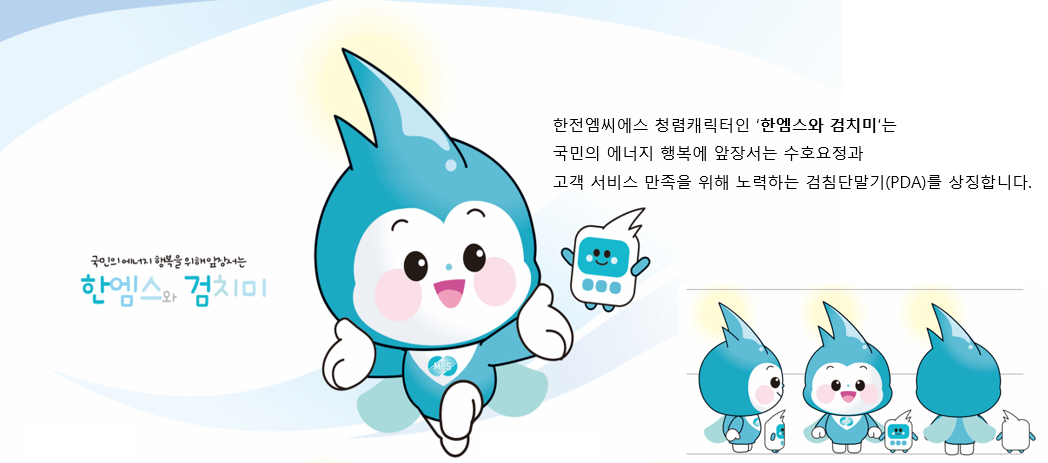 한전엠씨에스 청렴캐릭터인 ‘한엠스와 검치미’는
국민의 에너지 행복에 앞장서는 수호요정과
고객 서비스 만족을 위해 노력하는 검침단말기(PDA)를 상징합니다.
국민의 에너지 행복을 위해 앞장서는
한엠스와 검치미
MCS